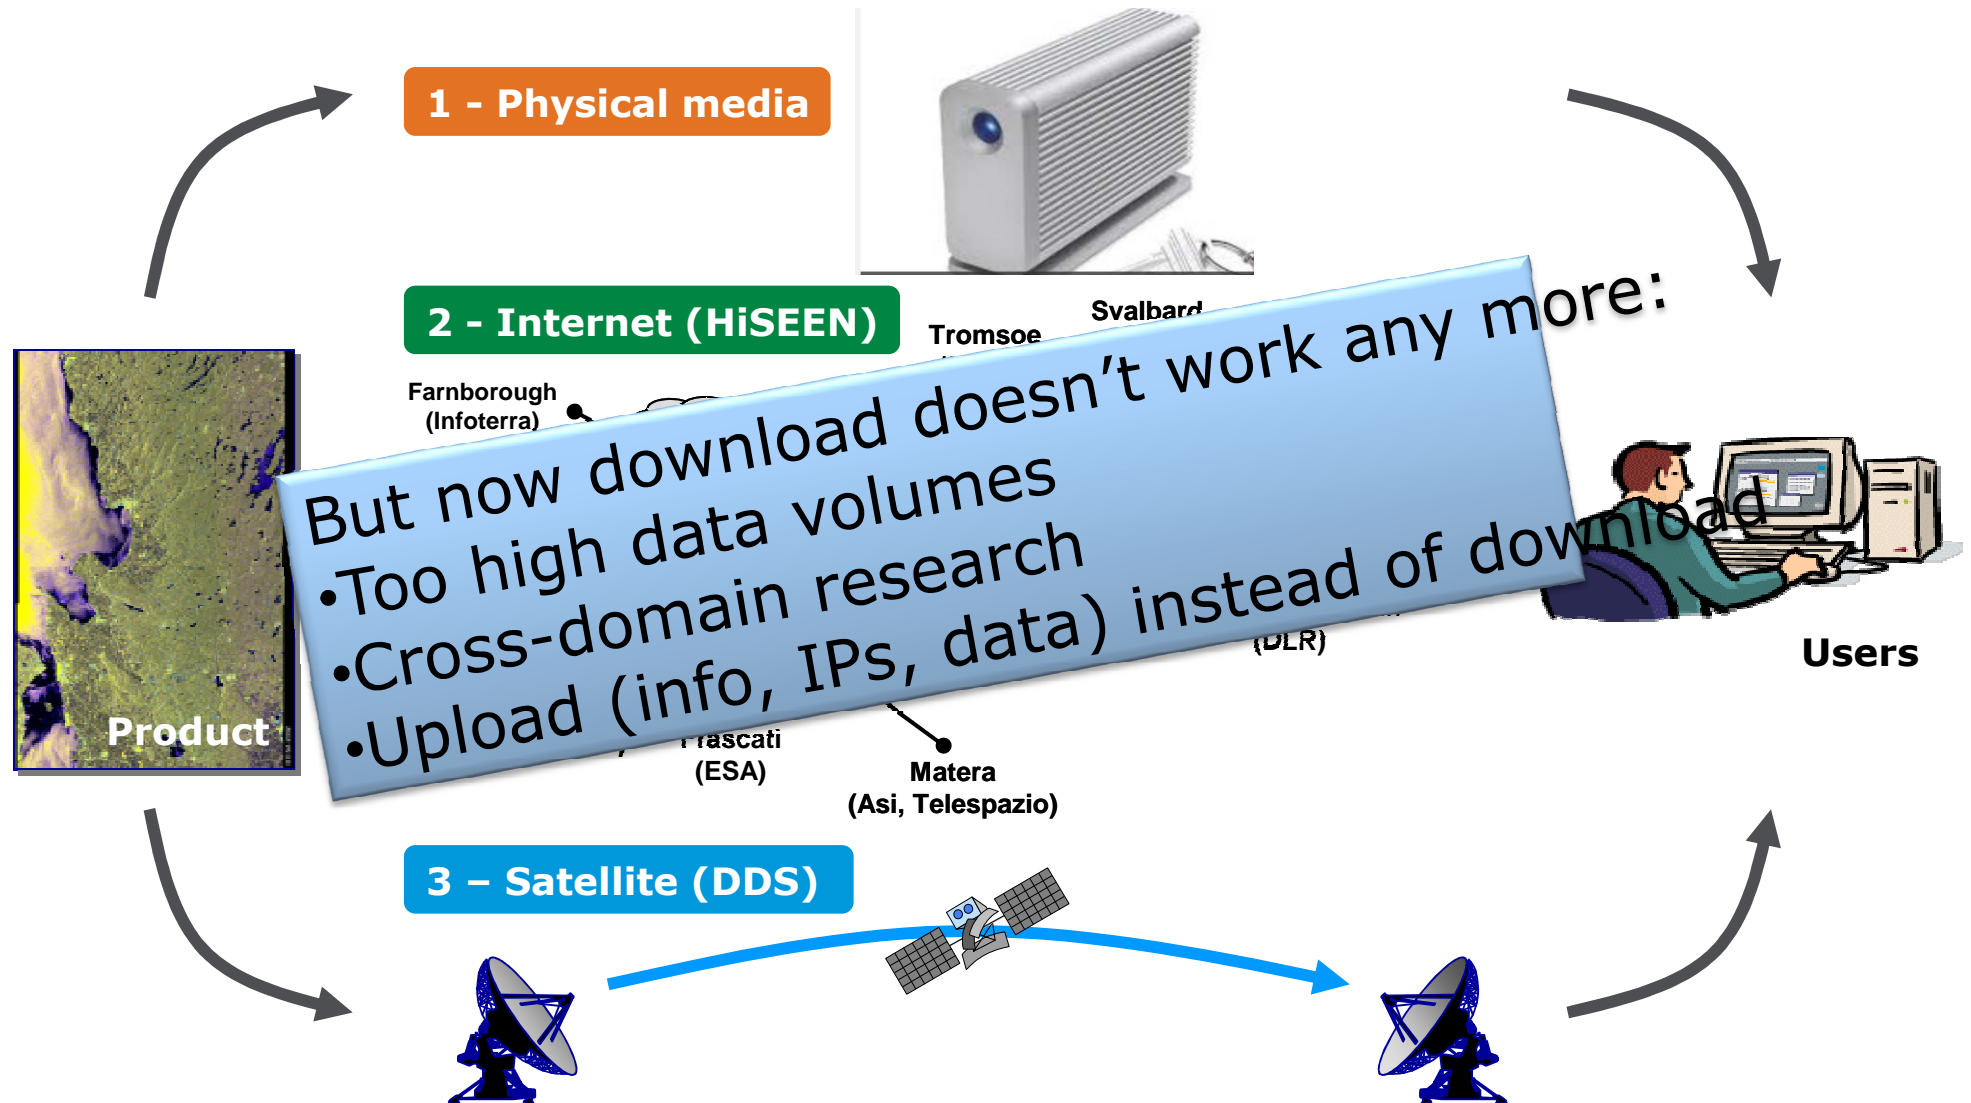 1 - Physical media
2 - Internet (HiSEEN)
Svalbard
Tromsoe
Farnborough
(Infoterra)
But now download doesn’t work any more:
•Too high data volumes
•Cross-domain research
•Upload (info, IPs, data) instead of download
(DLR)
Users
Product
Frascati
(ESA)
Matera
(Asi, Telespazio)
3 – Satellite (DDS)